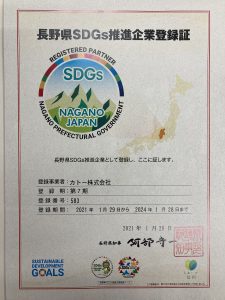 長野県SDGs推進企業登録証
REGISTERED PARTNER
SDGs
NAGANO
JAPAN
NAGANO PREFECTURAL GOVERNMENT
長野県SDGs推進企業として登録し、ここに証します。
登録事業者：カトー株式会社
登録期：第7期
登録番号：583
登録期間：2021年1月29日から2024年1月28日まで
2021年1月29日
長野県知事 阿部守一
SUSTAINABLE
DEVELOPMENT
GOALS